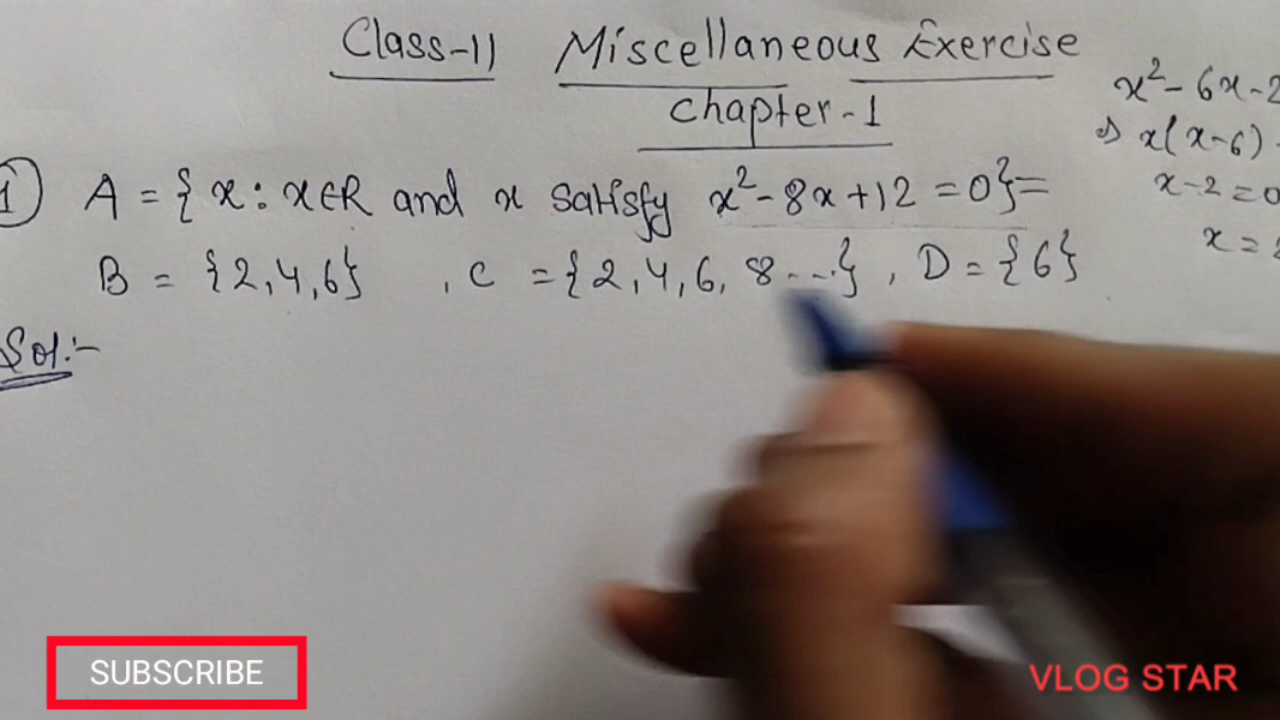 Class-11 Miscellaneous Exercise
Chapter-1
x²-6x-2
⇒ x(x-6)-
x-2=0
x=2
1) A = {x : x∈R and x satisfy x²-8x+12=0}=
B = {2,4,6} , C = {2,4,6,8....} , D = {6}
Sol:-
SUBSCRIBE
VLOG STAR